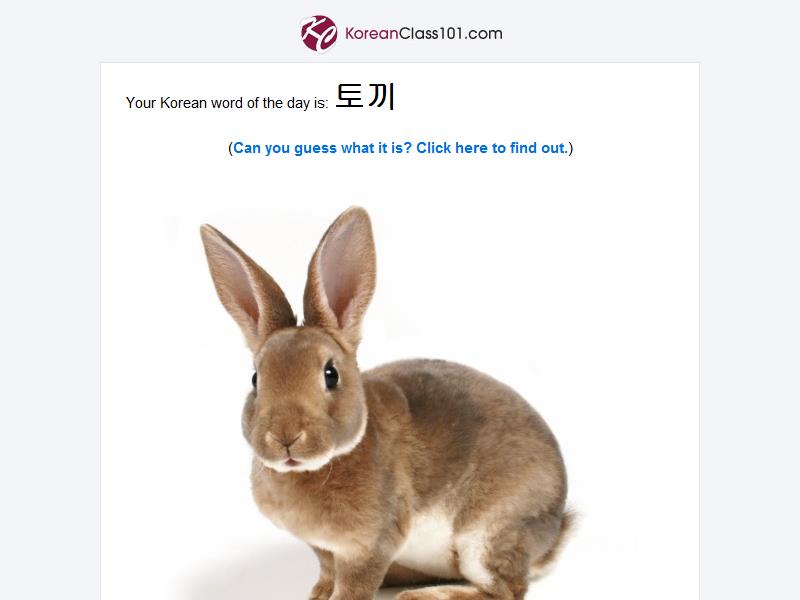 KC KoreanClass101.com
Your Korean word of the day is: 토끼
(Can you guess what it is? Click here to find out.)